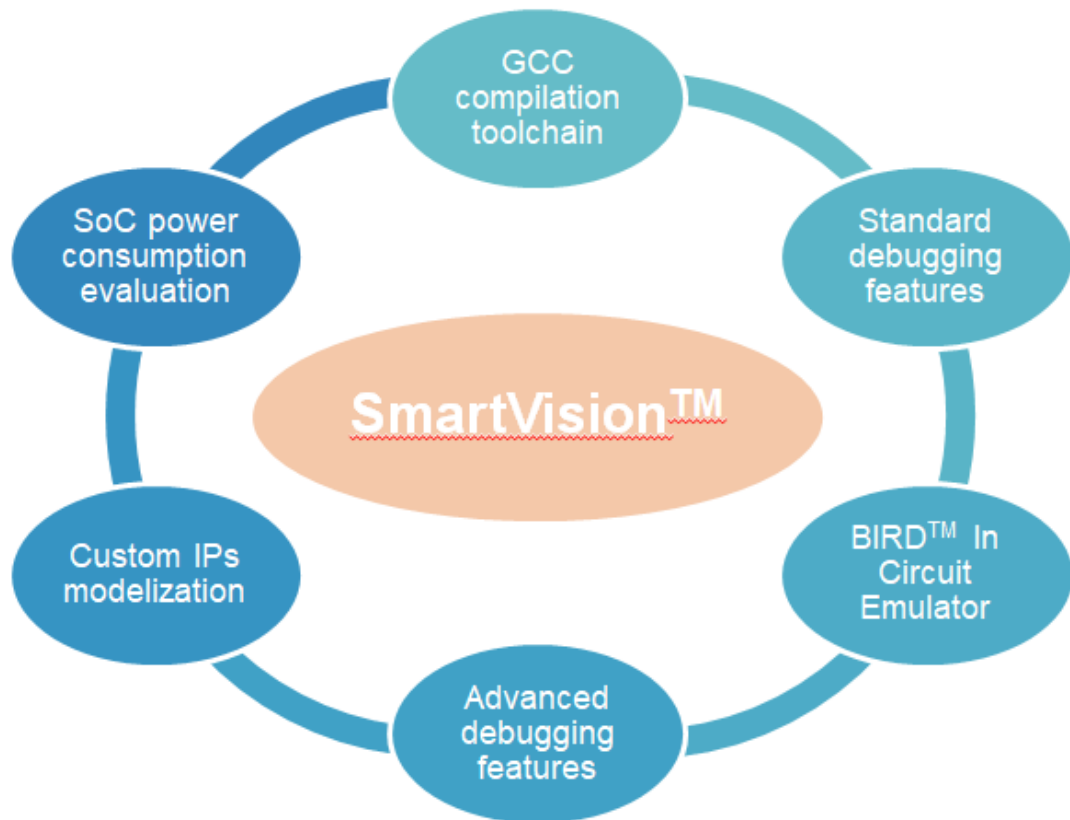 GCC
compilation
toolchain
SoC power
consumption
evaluation
Standard
debugging
features
SmartVision™
Custom IPs
modelization
BIRD™ In
Circuit
Emulator
Advanced
debugging
features